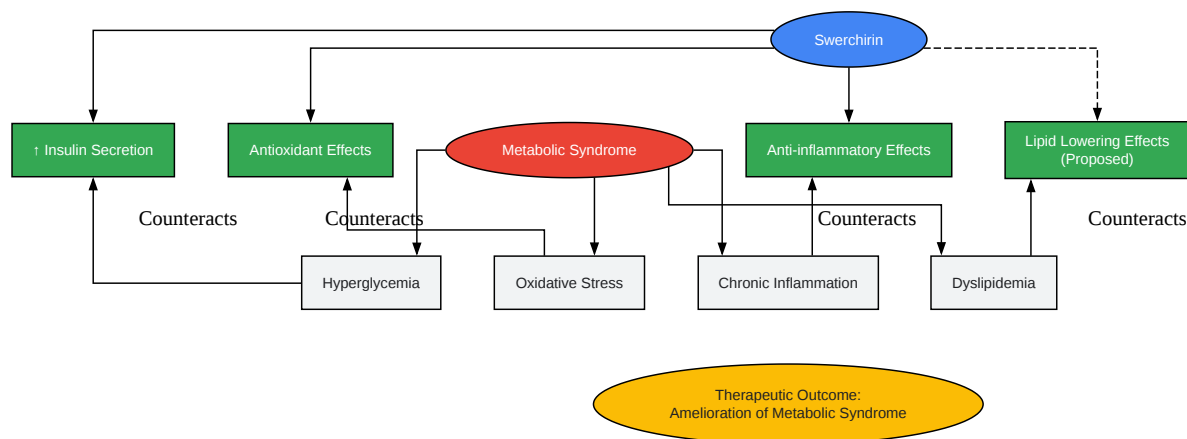 Swerchirin
↑ Insulin Secretion
Antioxidant Effects
Metabolic Syndrome
Anti-inflammatory Effects
Lipid Lowering Effects
(Proposed)
Counteracts
Counteracts
Counteracts
Counteracts
Hyperglycemia
Oxidative Stress
Chronic Inflammation
Dyslipidemia
Therapeutic Outcome:
Amelioration of Metabolic Syndrome